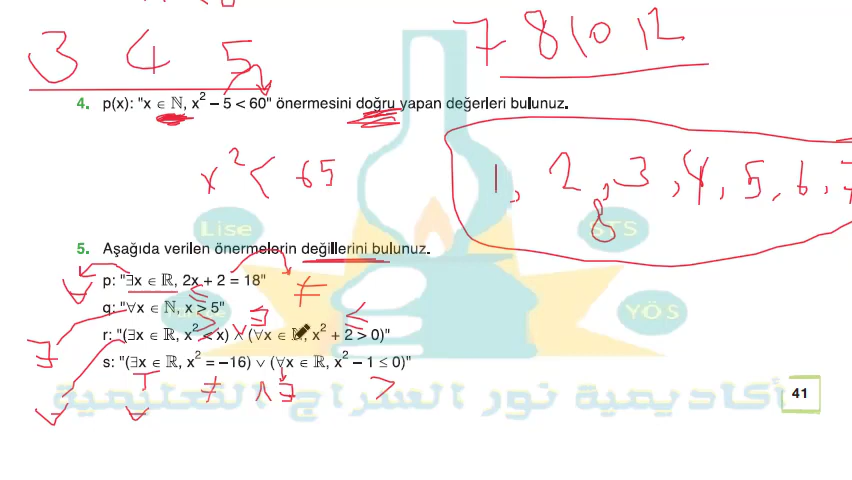 3 4 5
7 8 10 12
4. p(x): "x ∈ ℕ, x² – 5 < 60" önermesini doğru yapan değerleri bulunuz.
x² < 65
1, 2, 3, 4, 5, 6, 7
8
Lise
STS
5. Aşağıda verilen önermelerin değillerini bulunuz.
p: "∃x ∈ ℝ, 2x + 2 = 18"
∀ ≠
q: "∀x ∈ ℕ, x > 5"
≤
YÖS
r: "(∃x ∈ ℝ, x² < x) ∧ (∀x ∈ ℝ, x² + 2 > 0)"
∃ ≥ ∨ ∃ ≤
s: "(∃x ∈ ℝ, x² = –16) ∨ (∀x ∈ ℝ, x² – 1 ≤ 0)"
∀ ∀ ≠ ∧ ∃ >
أكاديمية نور السراج التعليمية
41